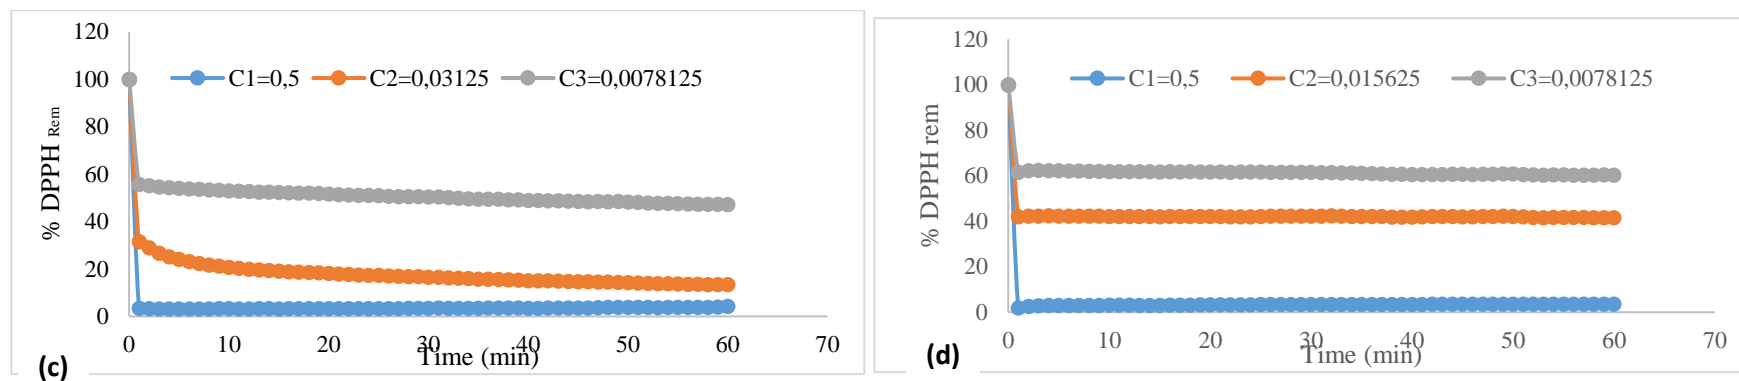 120
100
80
60
40
20
0
% DPPH Rem
C1=0,5 C2=0,03125 C3=0,0078125
0 10 20 30 40 50 60 70
Time (min)
(c)
120
100
80
60
40
20
0
% DPPH rem
C1=0,5 C2=0,015625 C3=0,0078125
0 10 20 30 40 50 60 70
Time (min)
(d)